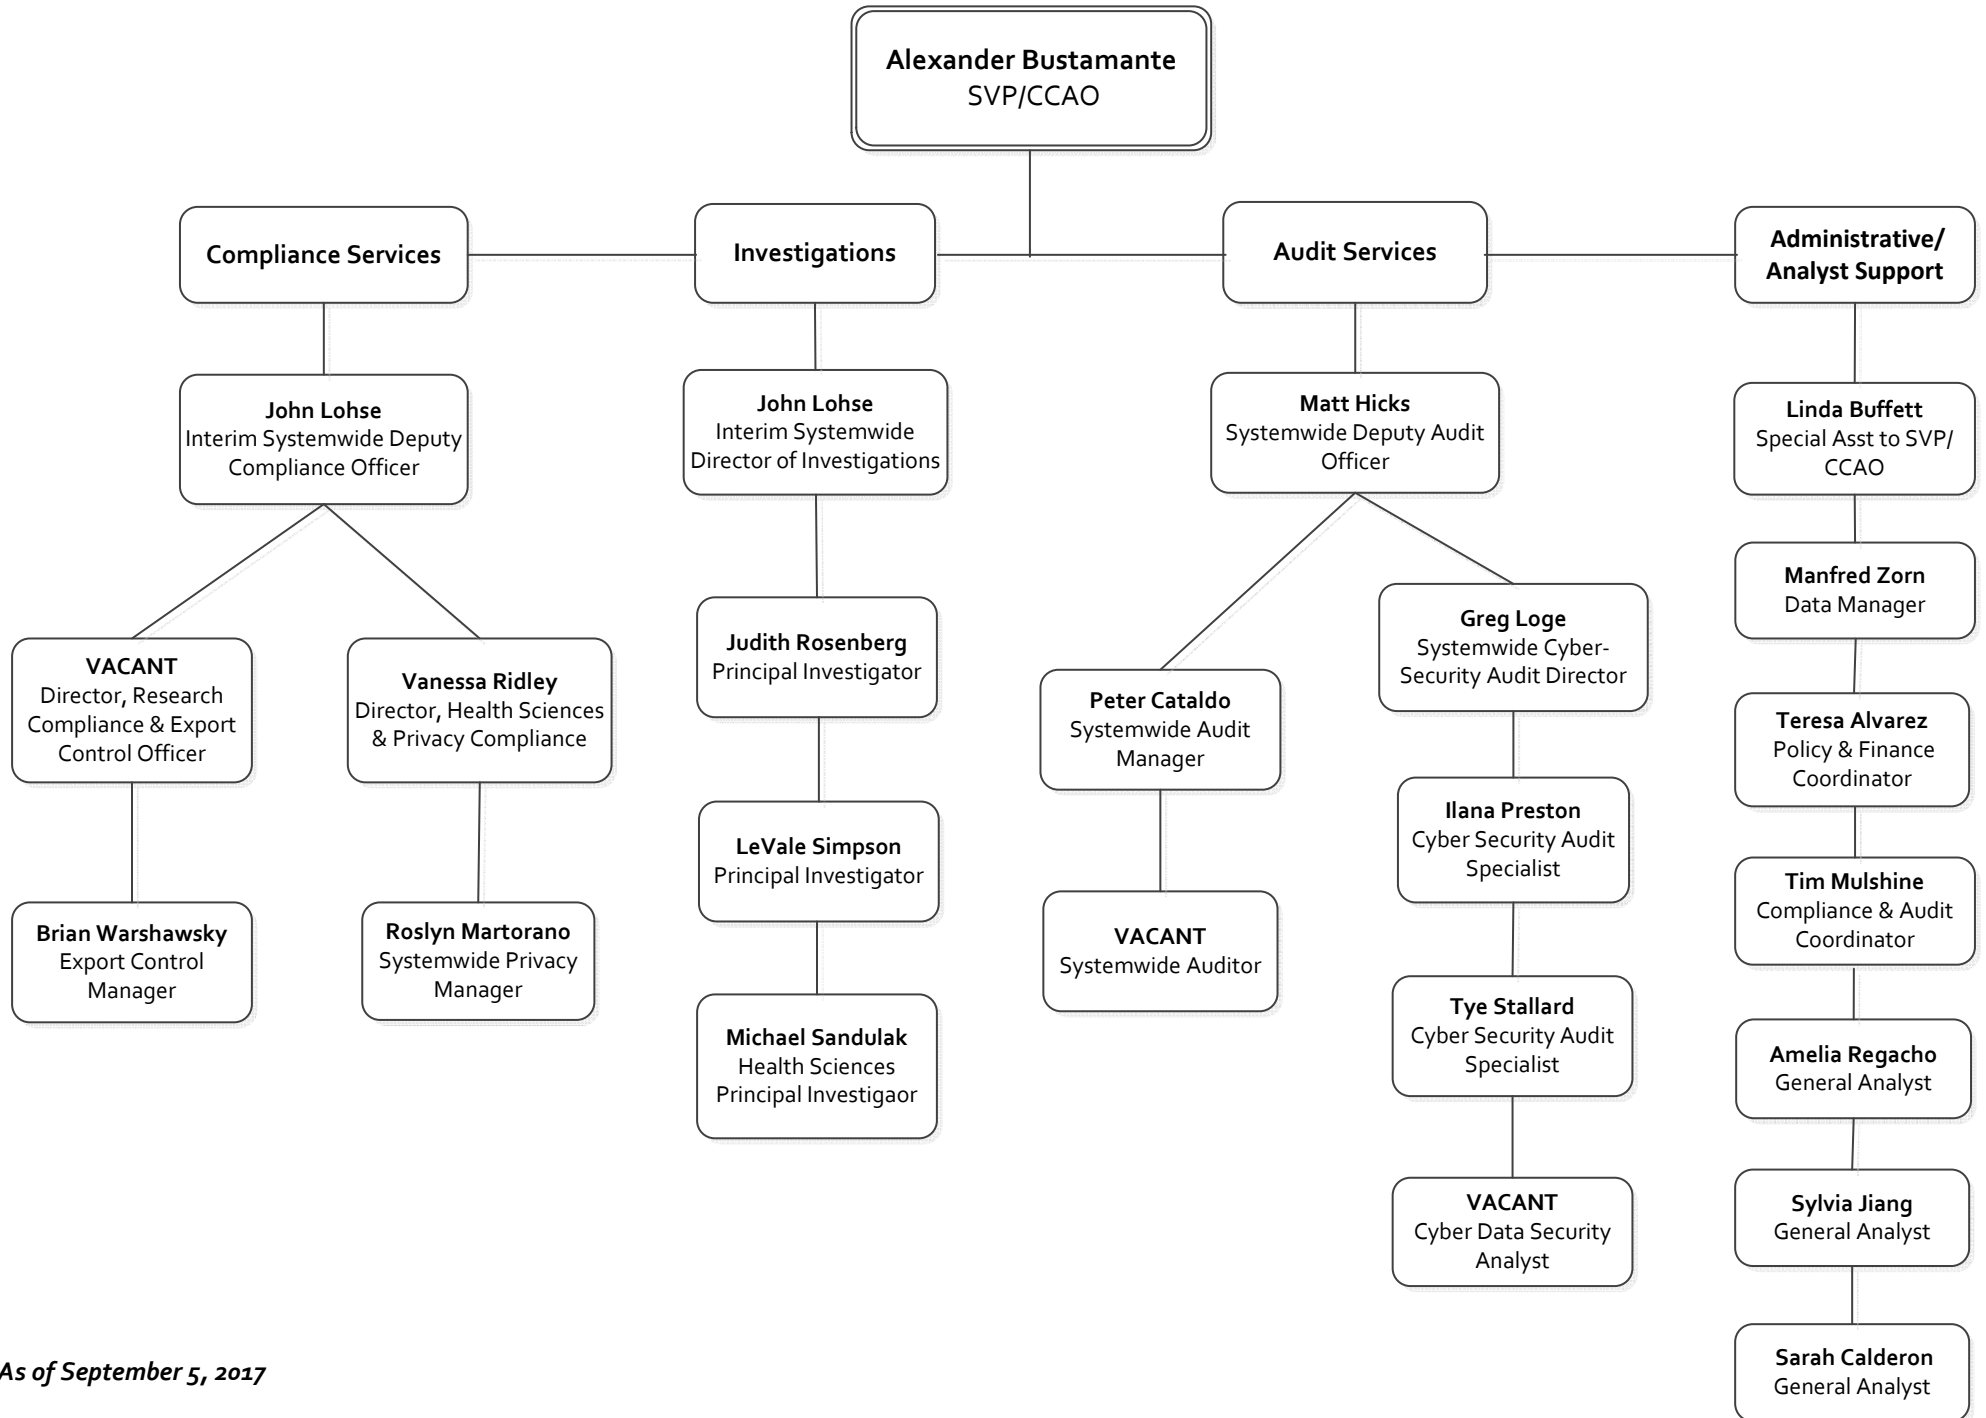 Alexander Bustamante
SVP/CCAO
Compliance Services
Investigations
Audit Services
Administrative/
Analyst Support
John Lohse
Interim Systemwide Deputy
Compliance Officer
John Lohse
Interim Systemwide
Director of Investigations
Matt Hicks
Systemwide Deputy Audit
Officer
Linda Buffett
Special Asst to SVP/
CCAO
VACANT
Director, Research
Compliance & Export
Control Officer
Vanessa Ridley
Director, Health Sciences
& Privacy Compliance
Brian Warshawsky
Export Control
Manager
Roslyn Martorano
Systemwide Privacy
Manager
Judith Rosenberg
Principal Investigator
LeVale Simpson
Principal Investigator
Michael Sandulak
Health Sciences
Principal Investigaor
Peter Cataldo
Systemwide Audit
Manager
VACANT
Systemwide Auditor
Greg Loge
Systemwide Cyber-
Security Audit Director
Ilana Preston
Cyber Security Audit
Specialist
Tye Stallard
Cyber Security Audit
Specialist
VACANT
Cyber Data Security
Analyst
Manfred Zorn
Data Manager
Teresa Alvarez
Policy & Finance
Coordinator
Tim Mulshine
Compliance & Audit
Coordinator
Amelia Regacho
General Analyst
Sylvia Jiang
General Analyst
Sarah Calderon
General Analyst
As of September 5, 2017